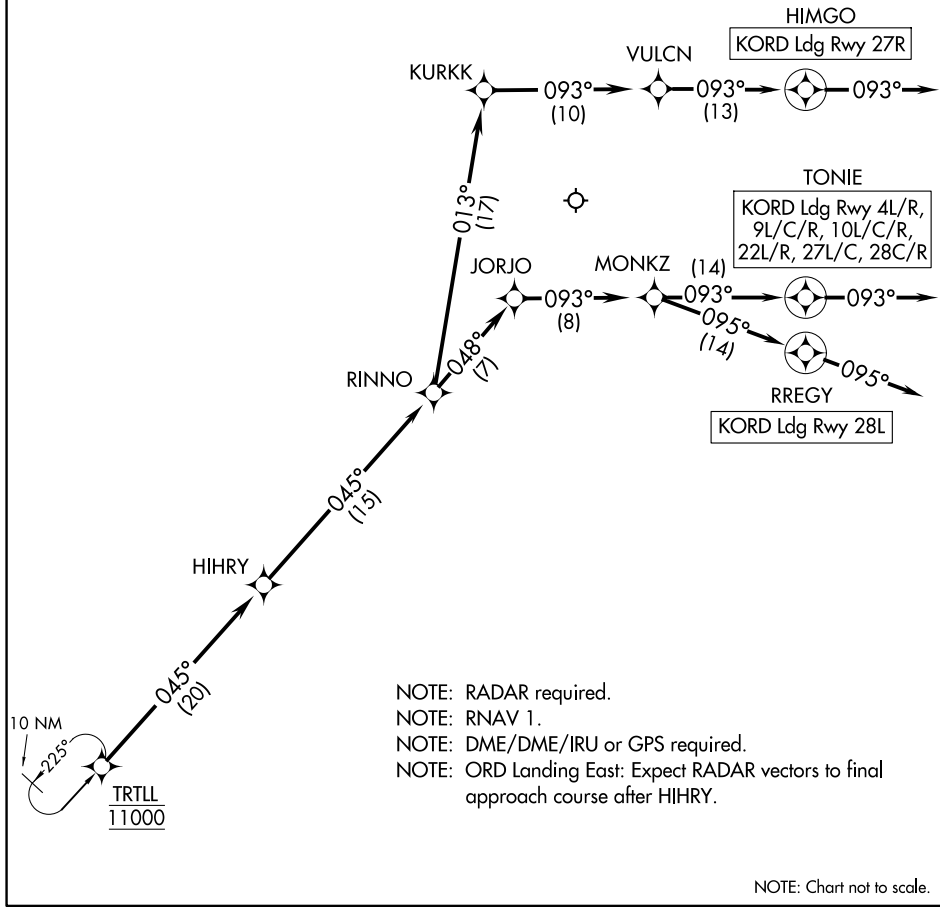 HIMGO
KORD Ldg Rwy 27R
KURKK
VULCN
093°
(10)
093°
(13)
093°
013°
(17)
TONIE
KORD Ldg Rwy 4L/R,
9L/C/R, 10L/C/R,
22L/R, 27L/C, 28C/R
JORJO
MONKZ
(14)
093°
(8)
093°
093°
095°
(14)
095°
048°
(7)
RINNO
RREGY
KORD Ldg Rwy 28L
045°
(15)
HIHRY
045°
(20)
10 NM
225°
TRTLL
11000
NOTE: RADAR required.
NOTE: RNAV 1.
NOTE: DME/DME/IRU or GPS required.
NOTE: ORD Landing East: Expect RADAR vectors to final
approach course after HIHRY.
NOTE: Chart not to scale.